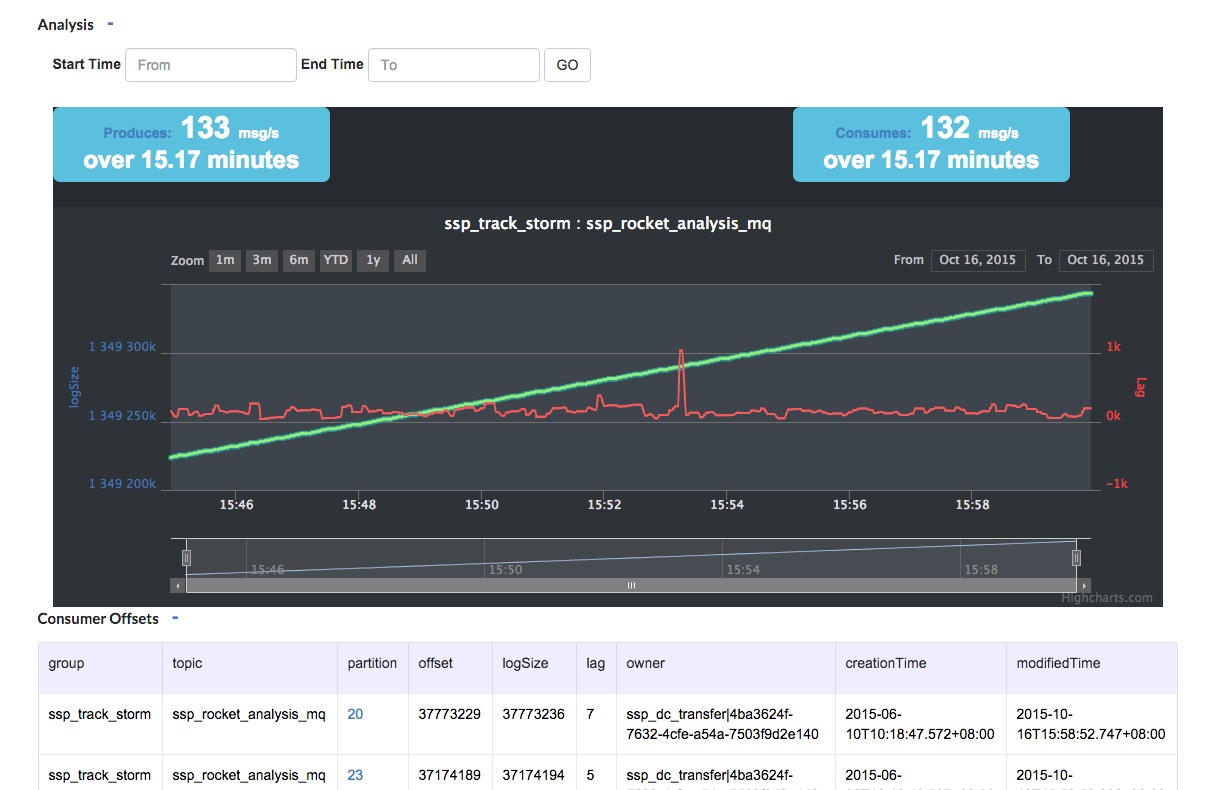 Analysis -
Start Time From End Time To GO
Produces: 133 msg/s
over 15.17 minutes
Consumes: 132 msg/s
over 15.17 minutes
ssp_track_storm : ssp_rocket_analysis_mq
Zoom 1m 3m 6m YTD 1y All From Oct 16, 2015 To Oct 16, 2015
1 349 300k 1k
logSize Lag
1 349 250k 0k
1 349 200k -1k
15:46 15:48 15:50 15:52 15:54 15:56 15:58
15:46 15:50 15:54 15:58
Highcharts.com
Consumer Offsets -
group topic partition offset logSize lag owner creationTime modifiedTime
ssp_track_storm ssp_rocket_analysis_mq 20 37773229 37773236 7 ssp_dc_transfer|4ba3624f- 2015-06- 2015-10-
7632-4cfe-a54a-7503f9d2e140 10T10:18:47.572+08:00 16T15:58:52.747+08:00
ssp_track_storm ssp_rocket_analysis_mq 23 37174189 37174194 5 ssp_dc_transfer|4ba3624f- 2015-06- 2015-10-